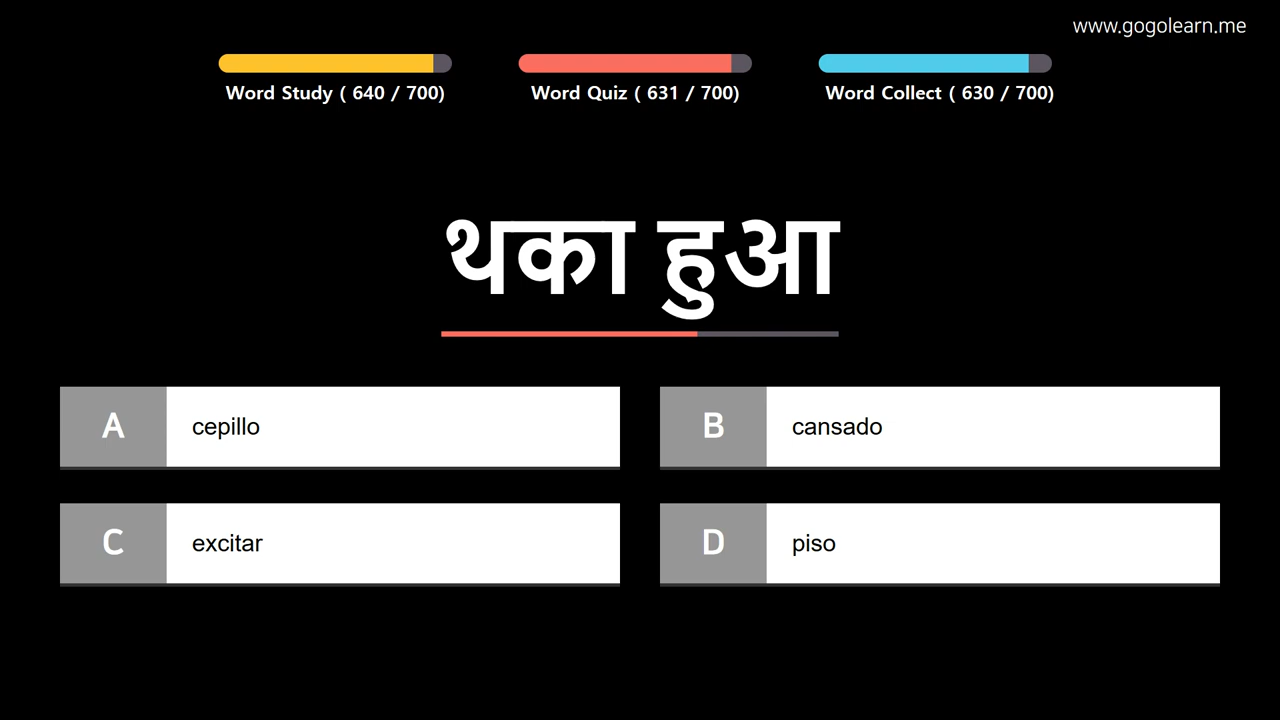 www.gogolearn.me
Word Study ( 640 / 700)
Word Quiz ( 631 / 700)
Word Collect ( 630 / 700)
थका हुआ
A cepillo
B cansado
C excitar
D piso